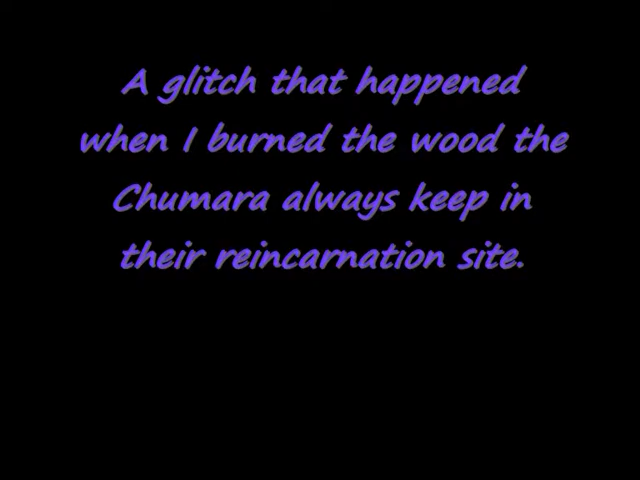 A glitch that happened
when I burned the wood the
Chumara always keep in
their reincarnation site.